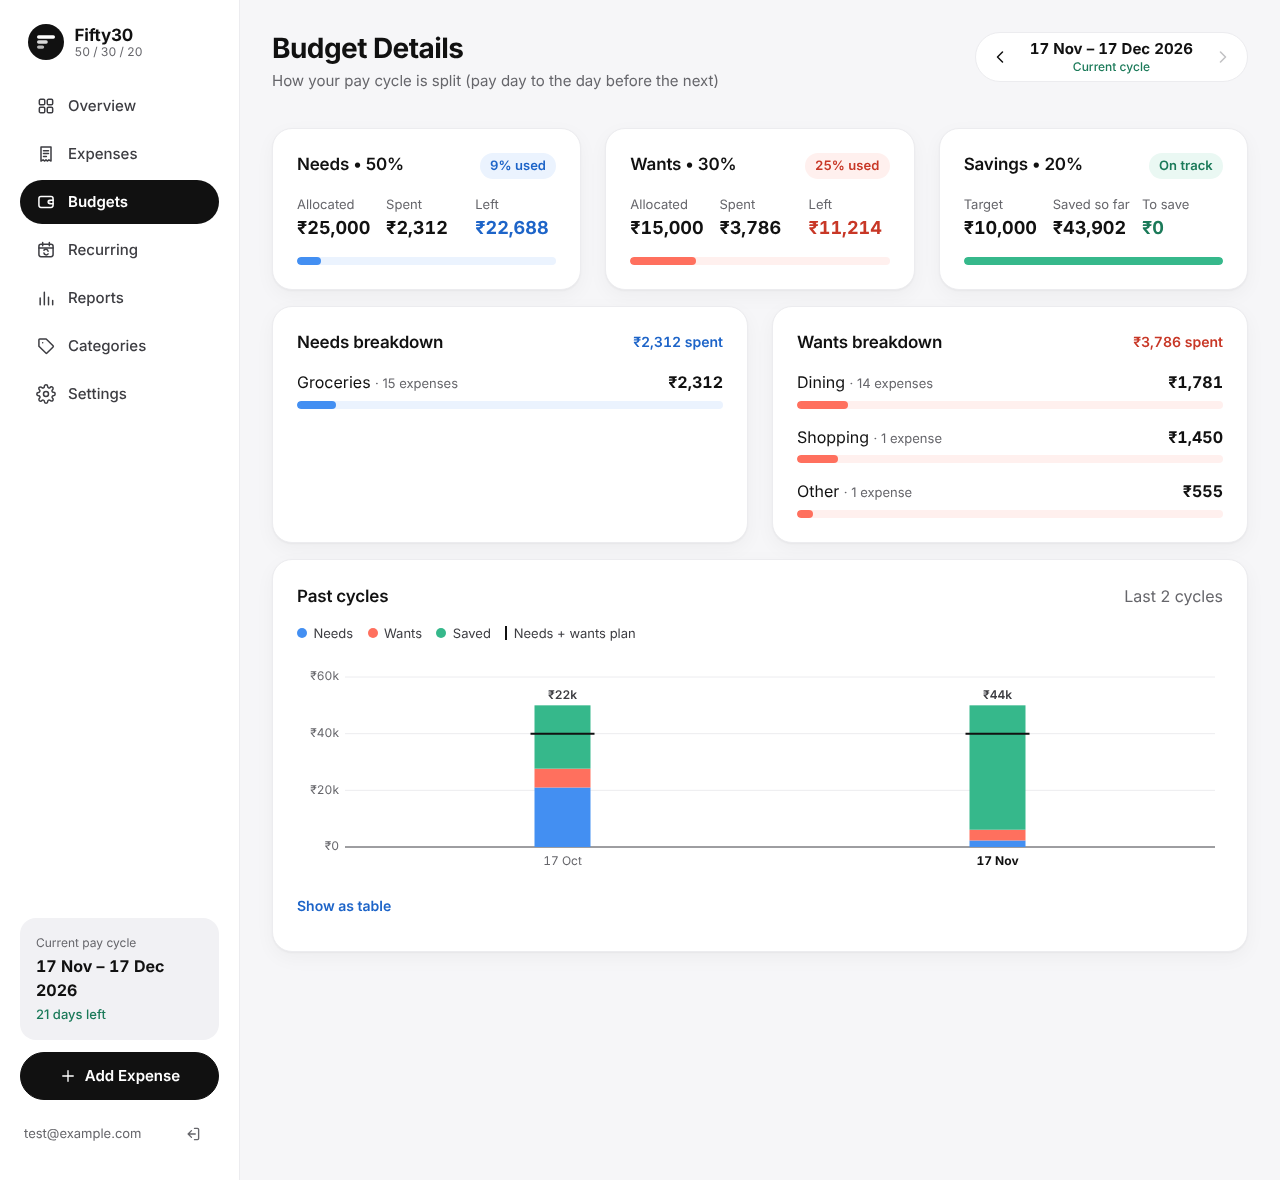 Fifty30
50 / 30 / 20
Overview
Expenses
Budgets
Recurring
Reports
Categories
Settings
Current pay cycle
17 Nov – 17 Dec
2026
21 days left
Add Expense
test@example.com
Budget Details
How your pay cycle is split (pay day to the day before the next)
17 Nov – 17 Dec 2026
Current cycle
Needs • 50%
9% used
Allocated Spent Left
₹25,000 ₹2,312 ₹22,688
Wants • 30%
25% used
Allocated Spent Left
₹15,000 ₹3,786 ₹11,214
Savings • 20%
On track
Target Saved so far To save
₹10,000 ₹43,902 ₹0
Needs breakdown
₹2,312 spent
Groceries · 15 expenses ₹2,312
Wants breakdown
₹3,786 spent
Dining · 14 expenses ₹1,781
Shopping · 1 expense ₹1,450
Other · 1 expense ₹555
Past cycles
Last 2 cycles
Needs Wants Saved Needs + wants plan
₹60k
₹22k ₹44k
₹40k
₹20k
₹0
17 Oct 17 Nov
Show as table